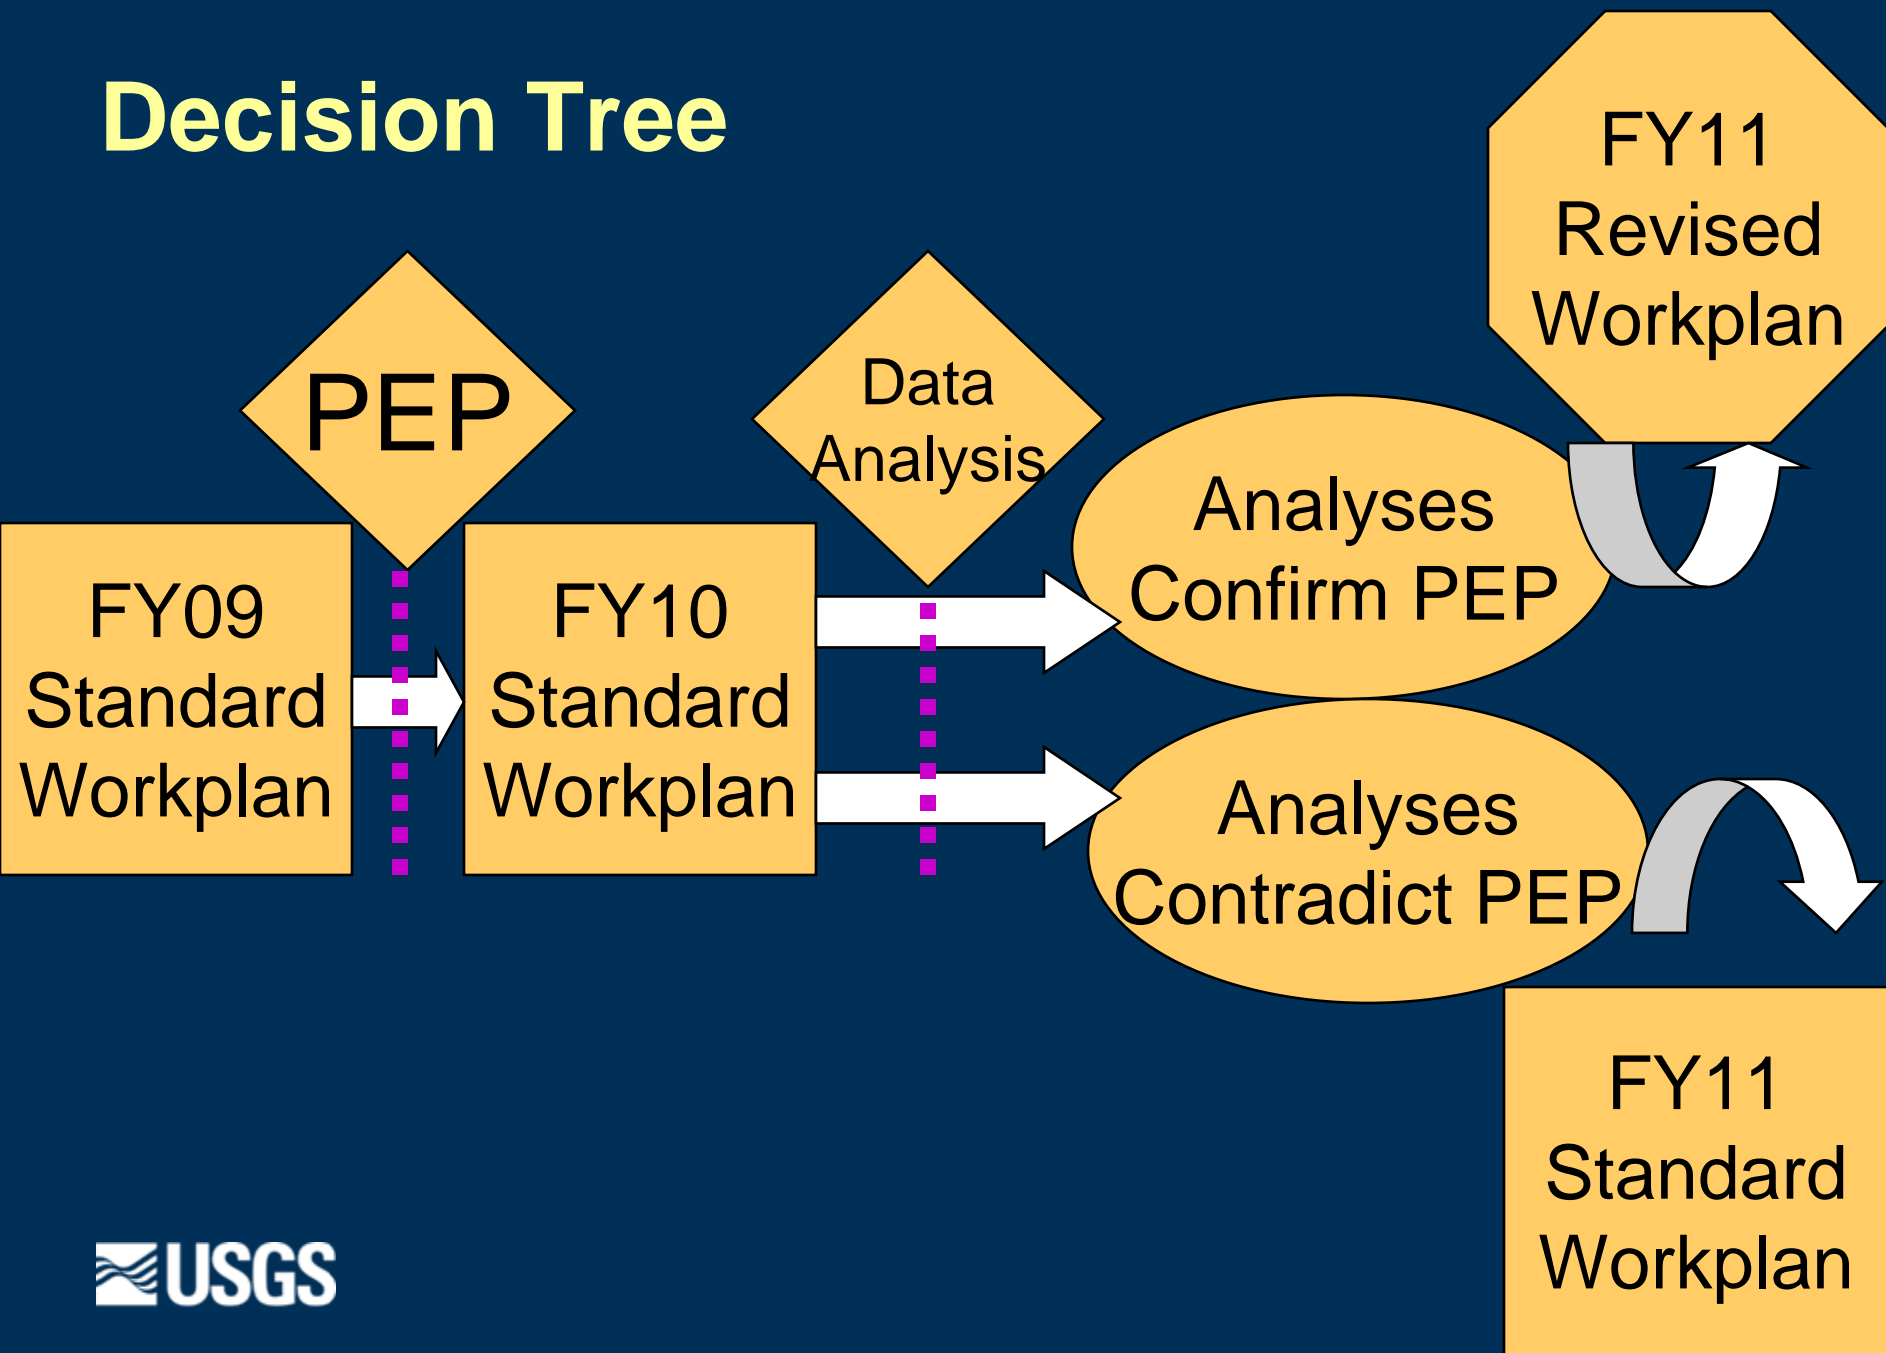 Decision Tree
PEP
Data
Analysis
FY09
Standard
Workplan
FY10
Standard
Workplan
Analyses
Confirm PEP
Analyses
Contradict PEP
FY11
Revised
Workplan
FY11
Standard
Workplan
USGS